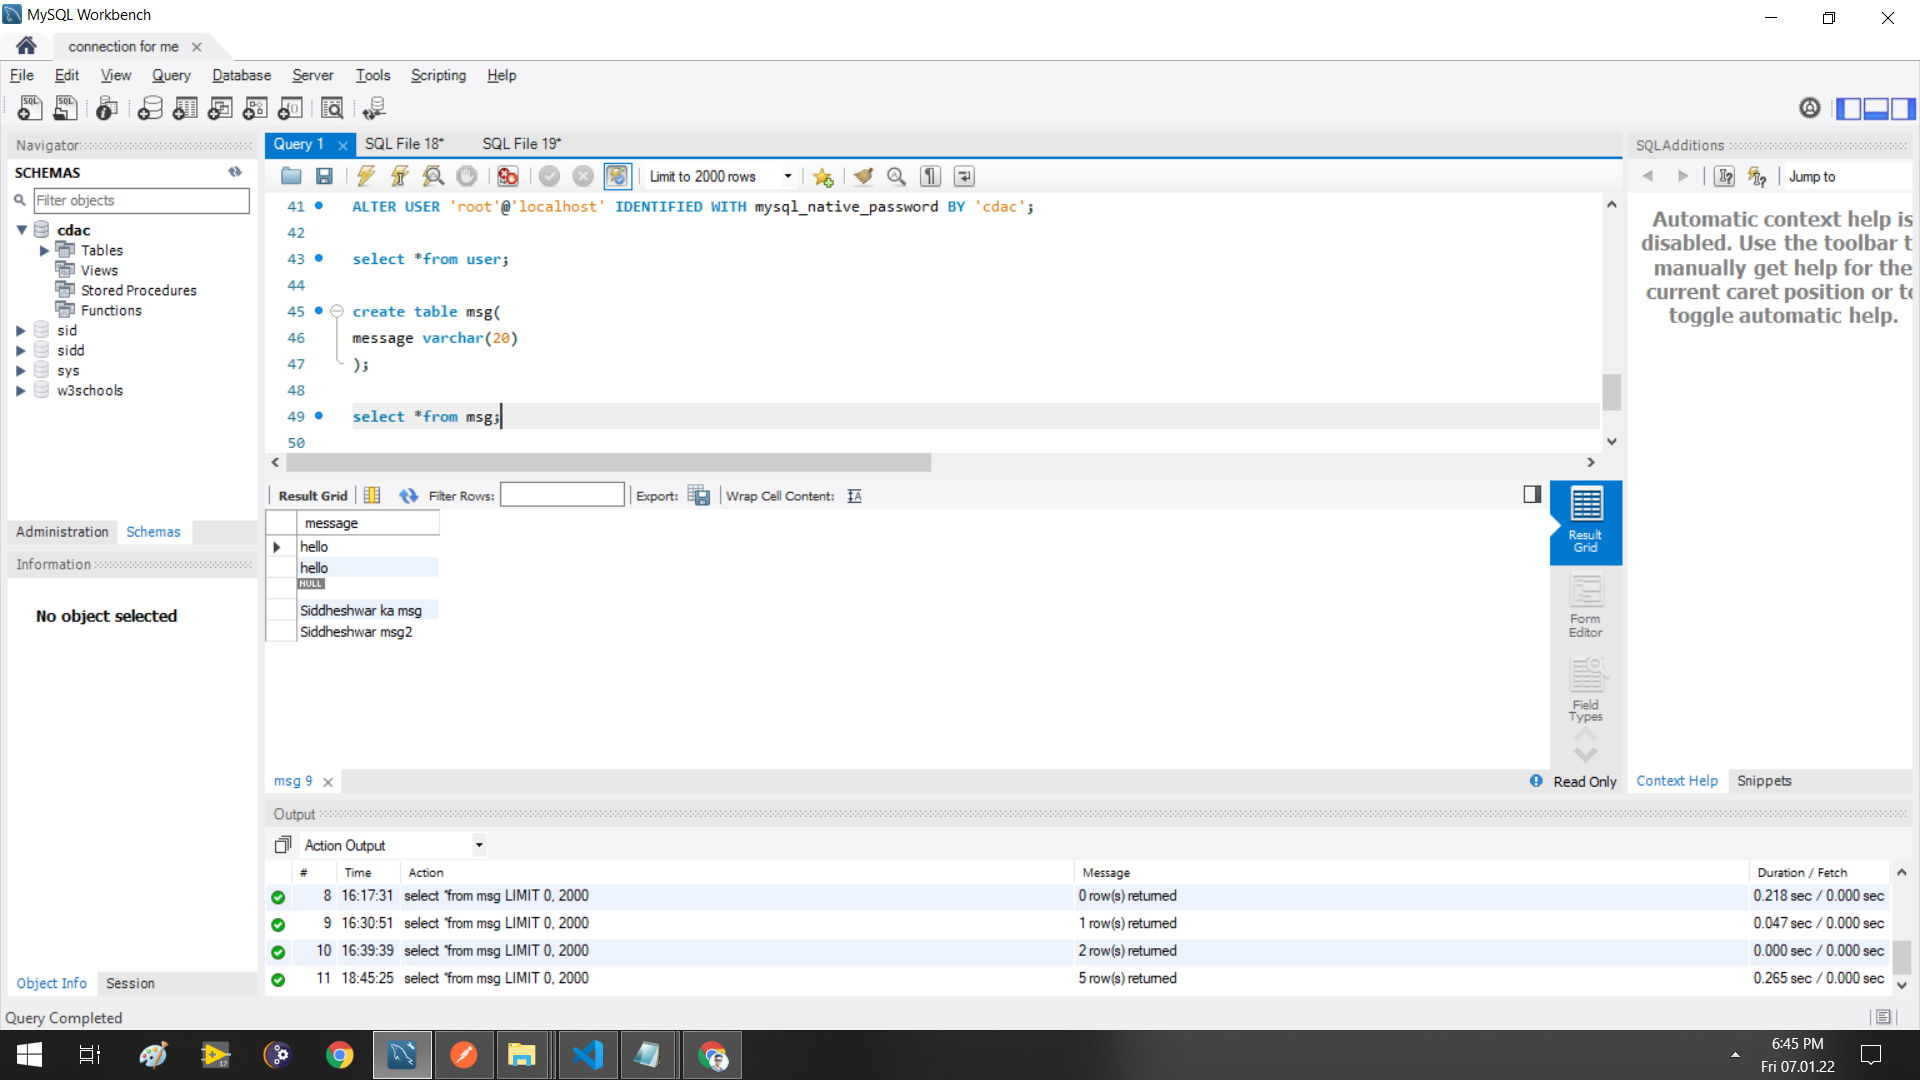 MySQL Workbench
connection for me
File Edit View Query Database Server Tools Scripting Help
Navigator
SCHEMAS
Filter objects
cdac
Tables
Views
Stored Procedures
Functions
sid
sidd
sys
w3schools
Administration Schemas
Information
No object selected
Object Info Session
Query 1 SQL File 18* SQL File 19*
Limit to 2000 rows
41 ALTER USER 'root'@'localhost' IDENTIFIED WITH mysql_native_password BY 'cdac';
42
43 select *from user;
44
45 create table msg(
46 message varchar(20)
47 );
48
49 select *from msg;
50
Result Grid Filter Rows: Export: Wrap Cell Content:
message
hello
hello
NULL
Siddheshwar ka msg
Siddheshwar msg2
Result
Grid
Form
Editor
Field
Types
msg 9
Read Only
SQLAdditions
Jump to
Automatic context help is
disabled. Use the toolbar t
manually get help for the
current caret position or to
toggle automatic help.
Context Help Snippets
Output
Action Output
# Time Action Message Duration / Fetch
8 16:17:31 select *from msg LIMIT 0, 2000 0 row(s) returned 0.218 sec / 0.000 sec
9 16:30:51 select *from msg LIMIT 0, 2000 1 row(s) returned 0.047 sec / 0.000 sec
10 16:39:39 select *from msg LIMIT 0, 2000 2 row(s) returned 0.000 sec / 0.000 sec
11 18:45:25 select *from msg LIMIT 0, 2000 5 row(s) returned 0.265 sec / 0.000 sec
Query Completed
6:45 PM
Fri 07.01.22